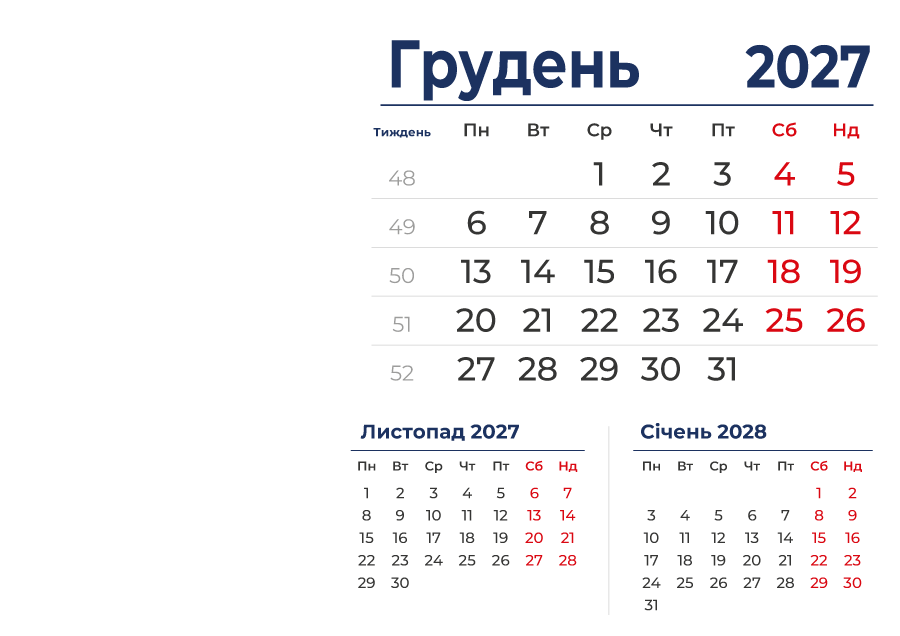 Грудень 2027
Тиждень Пн Вт Ср Чт Пт Сб Нд
48 1 2 3 4 5
49 6 7 8 9 10 11 12
50 13 14 15 16 17 18 19
51 20 21 22 23 24 25 26
52 27 28 29 30 31
Листопад 2027
Пн Вт Ср Чт Пт Сб Нд
1 2 3 4 5 6 7
8 9 10 11 12 13 14
15 16 17 18 19 20 21
22 23 24 25 26 27 28
29 30
Січень 2028
Пн Вт Ср Чт Пт Сб Нд
1 2
3 4 5 6 7 8 9
10 11 12 13 14 15 16
17 18 19 20 21 22 23
24 25 26 27 28 29 30
31